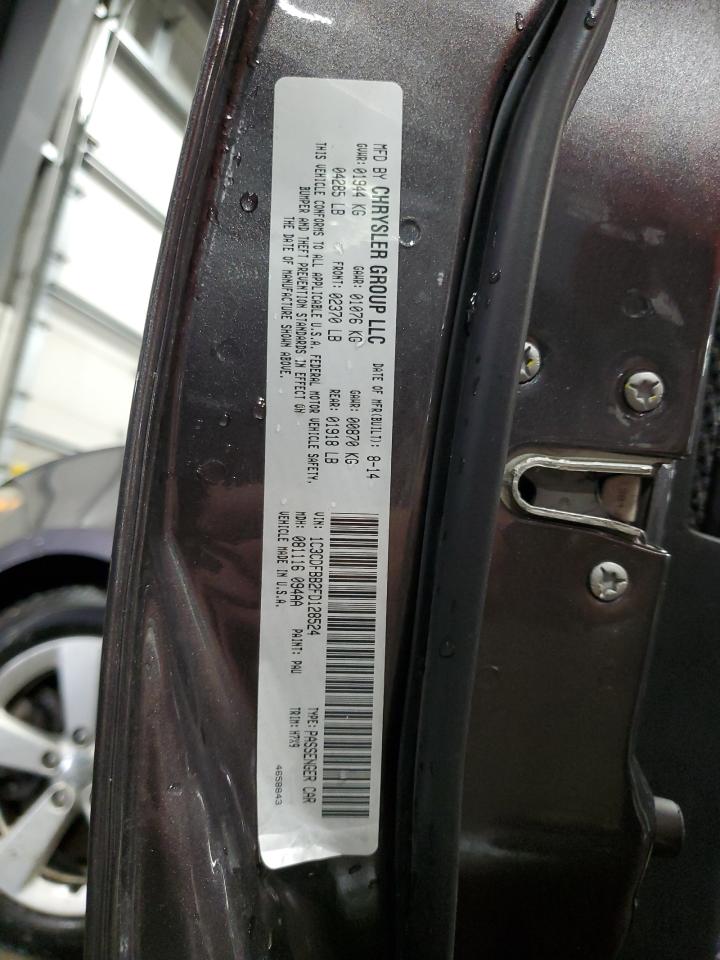 MFD BY CHRYSLER GROUP LLC DATE OF MFR(BUILT): 8-14
GVWR: 01944 KG GAWR: 01076 KG GAWR: 00870 KG
04285 LB FRONT: 02370 LB REAR: 01918 LB
THIS VEHICLE CONFORMS TO ALL APPLICABLE U.S.A. FEDERAL MOTOR VEHICLE SAFETY,
BUMPER AND THEFT PREVENTION STANDARDS IN EFFECT ON
THE DATE OF MANUFACTURE SHOWN ABOVE.
VIN: 1C3CDFBB2FD128524 TYPE: PASSENGER CAR
MDH: 081116 094AA PAINT: PAU TRIM: H7X9
VEHICLE MADE IN U.S.A. 4658843